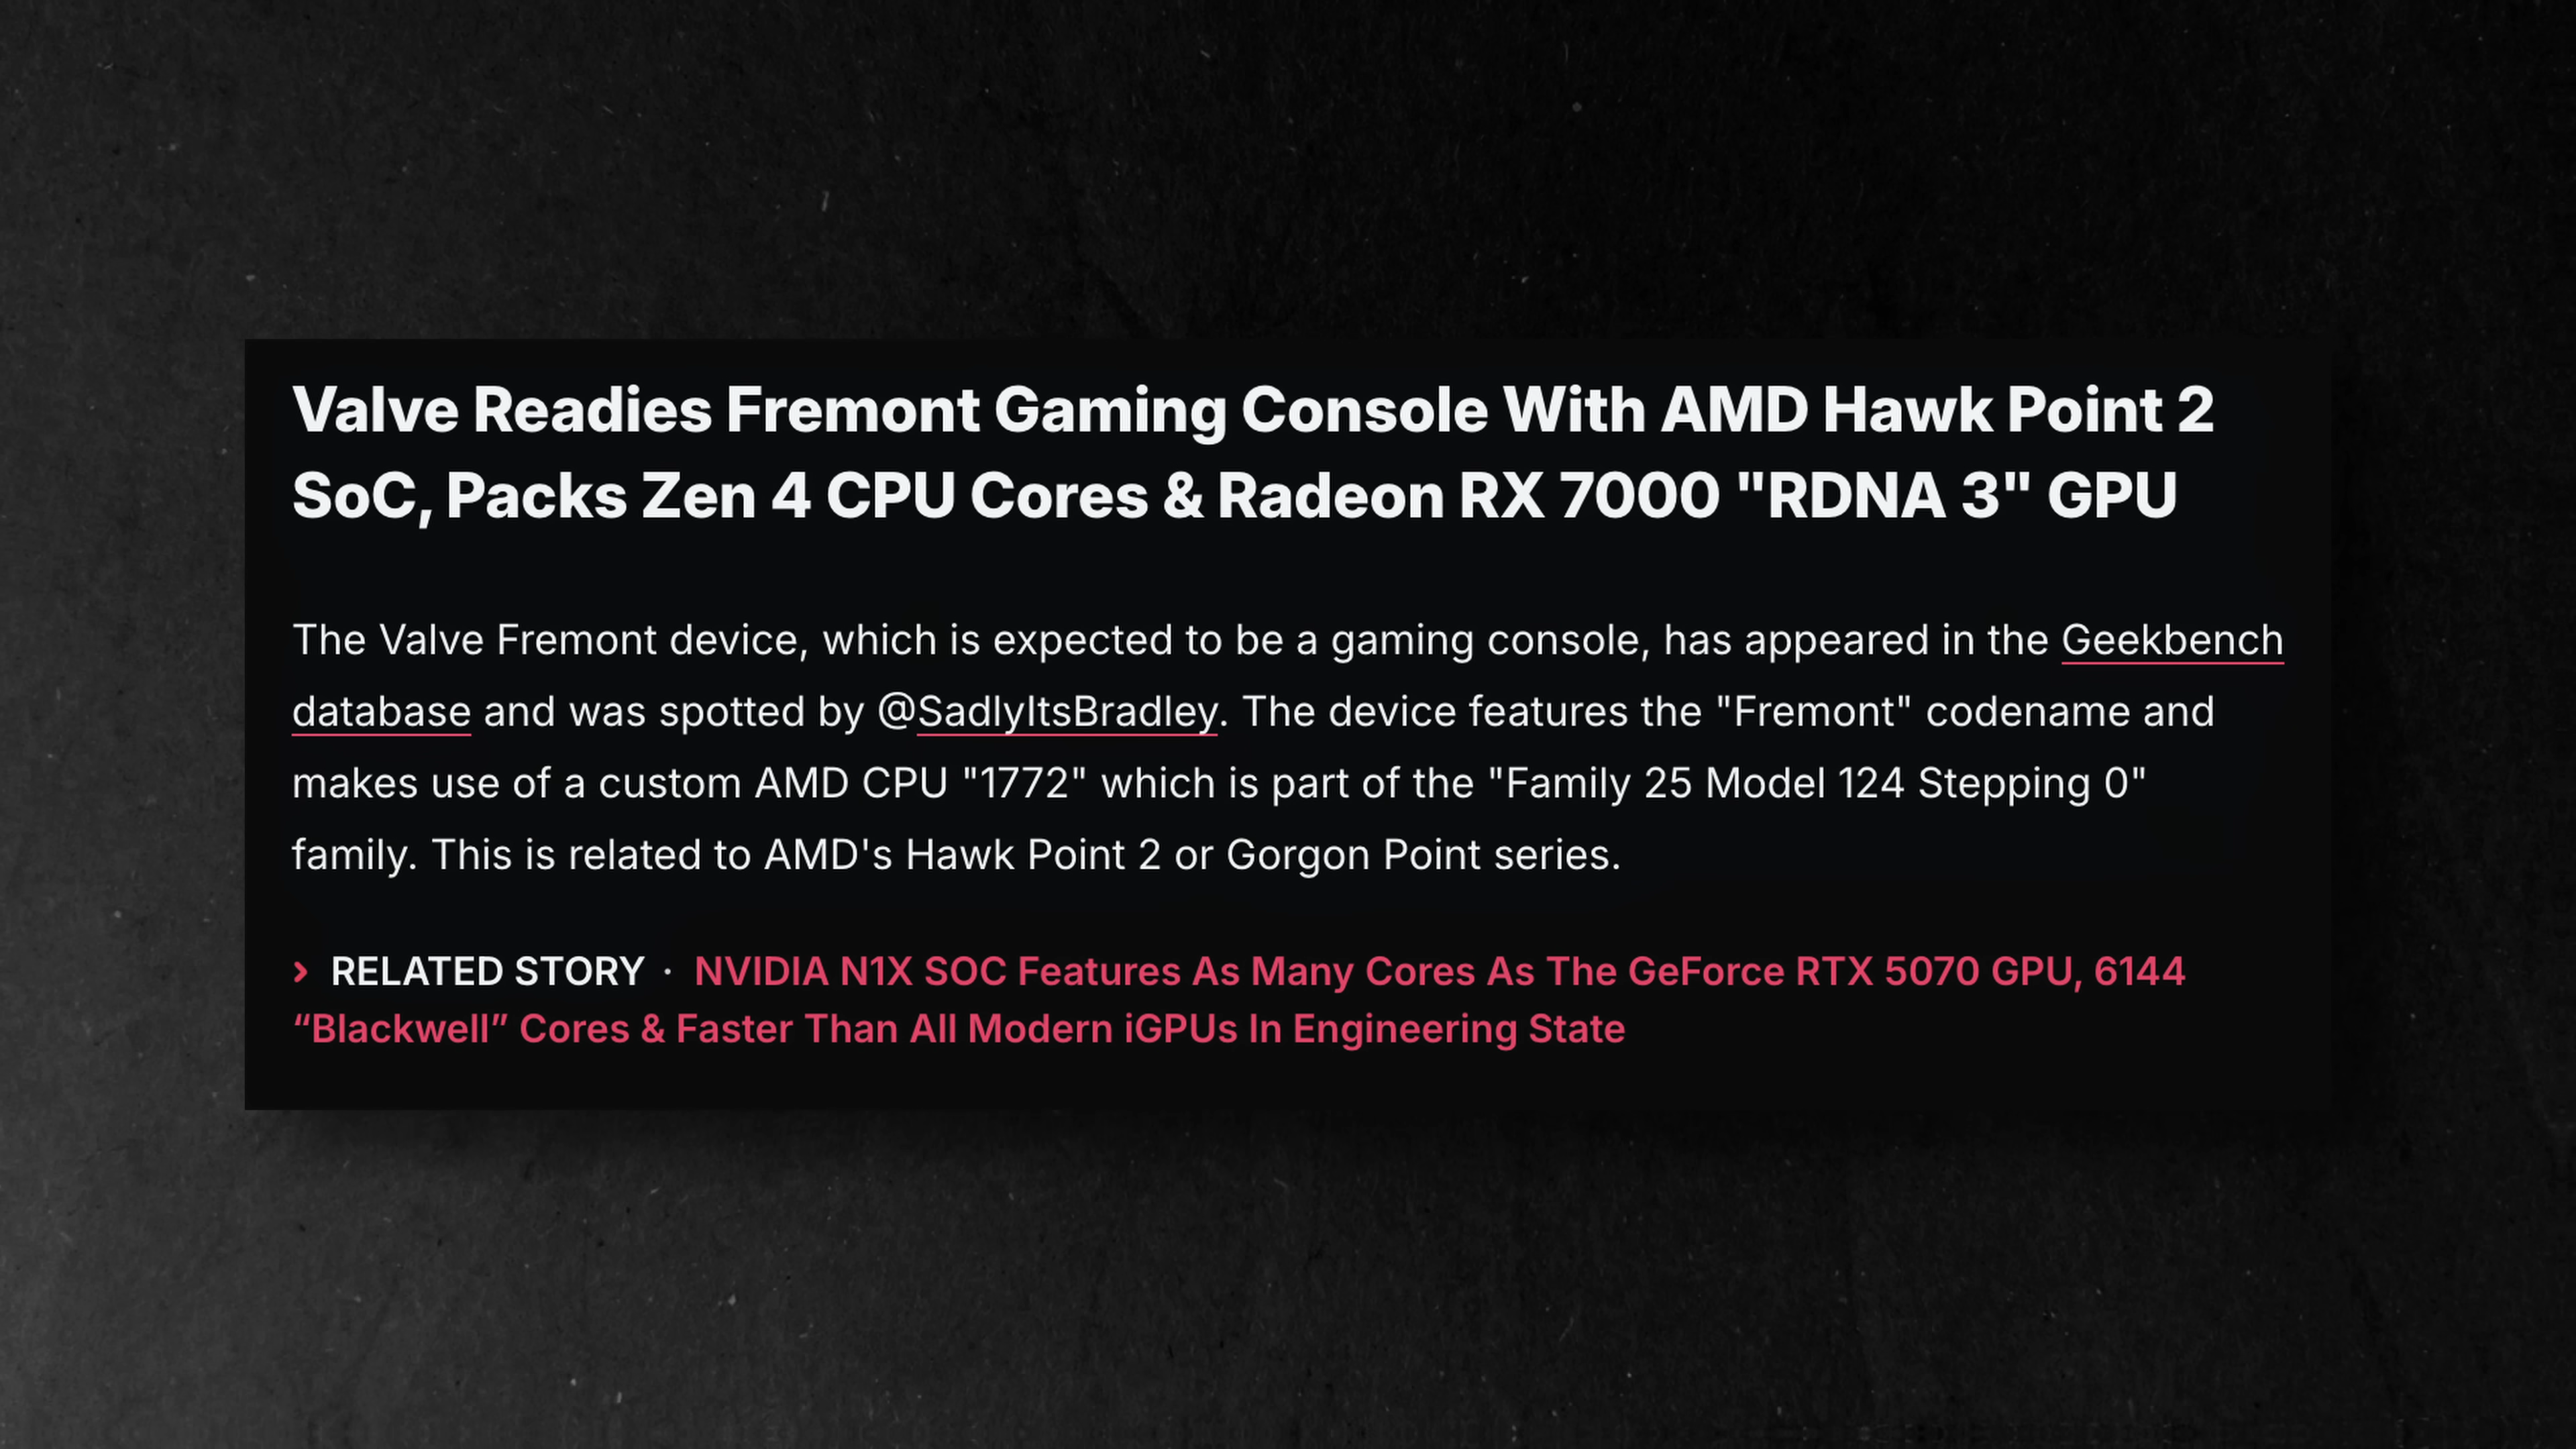 Valve Readies Fremont Gaming Console With AMD Hawk Point 2
SoC, Packs Zen 4 CPU Cores & Radeon RX 7000 "RDNA 3" GPU
The Valve Fremont device, which is expected to be a gaming console, has appeared in the Geekbench
database and was spotted by @SadlyItsBradley. The device features the "Fremont" codename and
makes use of a custom AMD CPU "1772" which is part of the "Family 25 Model 124 Stepping 0"
family. This is related to AMD's Hawk Point 2 or Gorgon Point series.
› RELATED STORY · NVIDIA N1X SOC Features As Many Cores As The GeForce RTX 5070 GPU, 6144
“Blackwell” Cores & Faster Than All Modern iGPUs In Engineering State